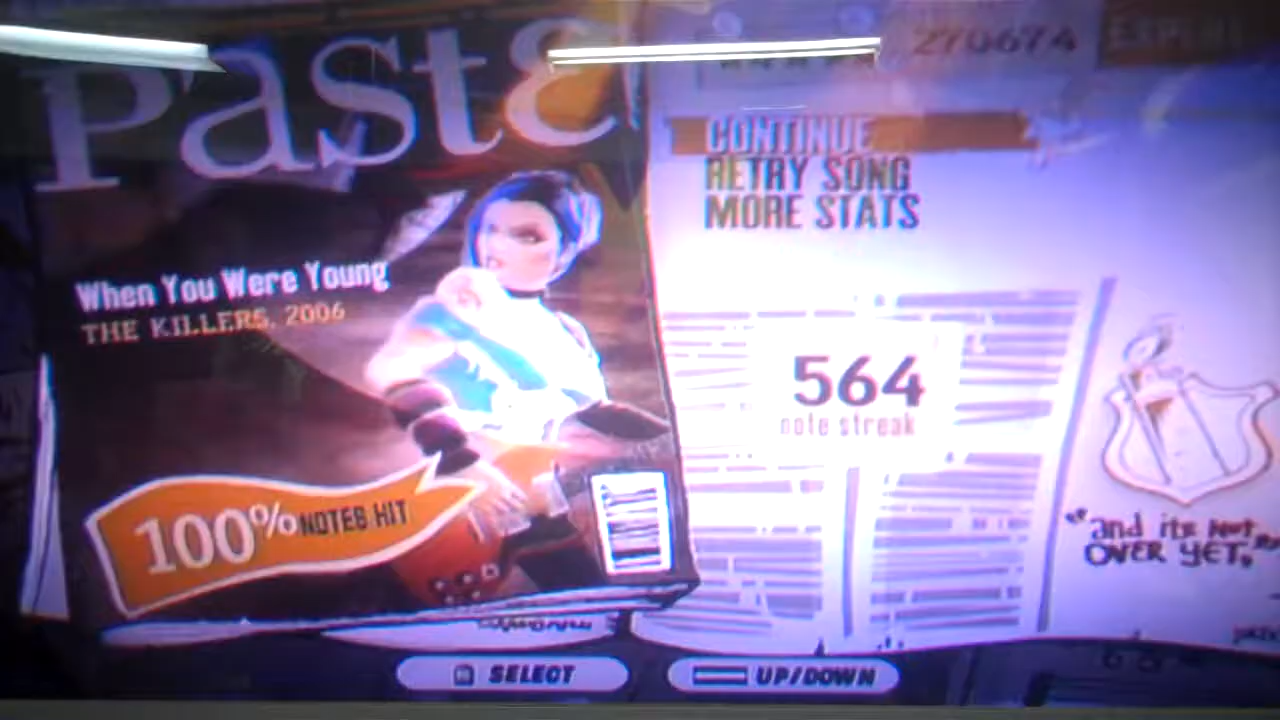 Paste
270674
EXPERT
CONTINUE
RETRY SONG
MORE STATS
When You Were Young
THE KILLERS, 2006
564
note streak
100% NOTES HIT
"and its not
OVER YET."
SELECT
UP/DOWN